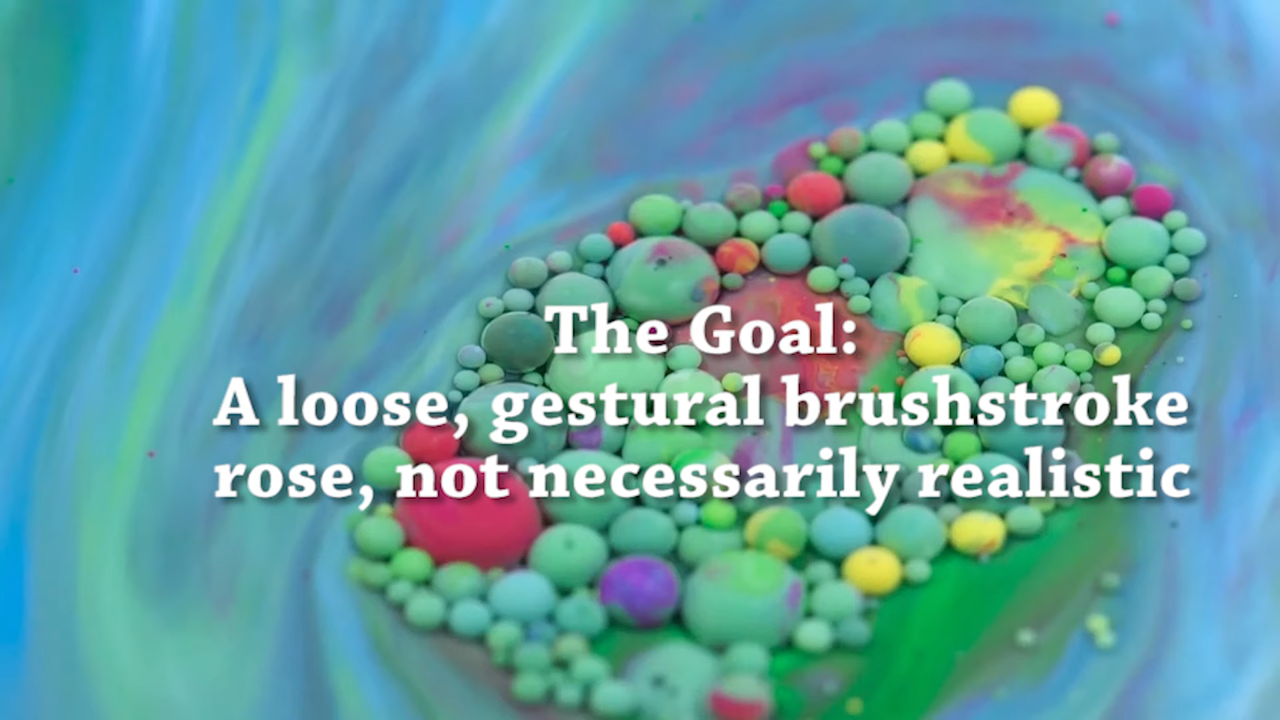 The Goal:
A loose, gestural brushstroke
rose, not necessarily realistic